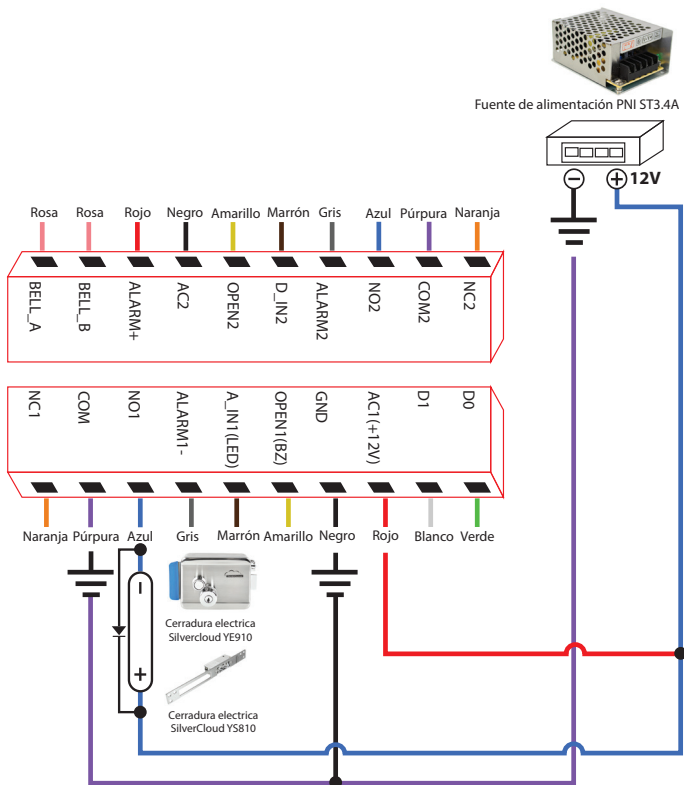 Fuente de alimentación PNI ST3.4A
− + 12V
Rosa Rosa Rojo Negro Amarillo Marrón Gris Azul Púrpura Naranja
BELL_A BELL_B ALARM+ AC2 OPEN2 D_IN2 ALARM2 NO2 COM2 NC2
NC1 COM NO1 ALARM1- A_IN1(LED) OPEN1(BZ) GND AC1(+12V) D1 D0
Naranja Púrpura Azul Gris Marrón Amarillo Negro Rojo Blanco Verde
−
Cerradura electrica
Silvercloud YE910
+
Cerradura electrica
SilverCloud YS810